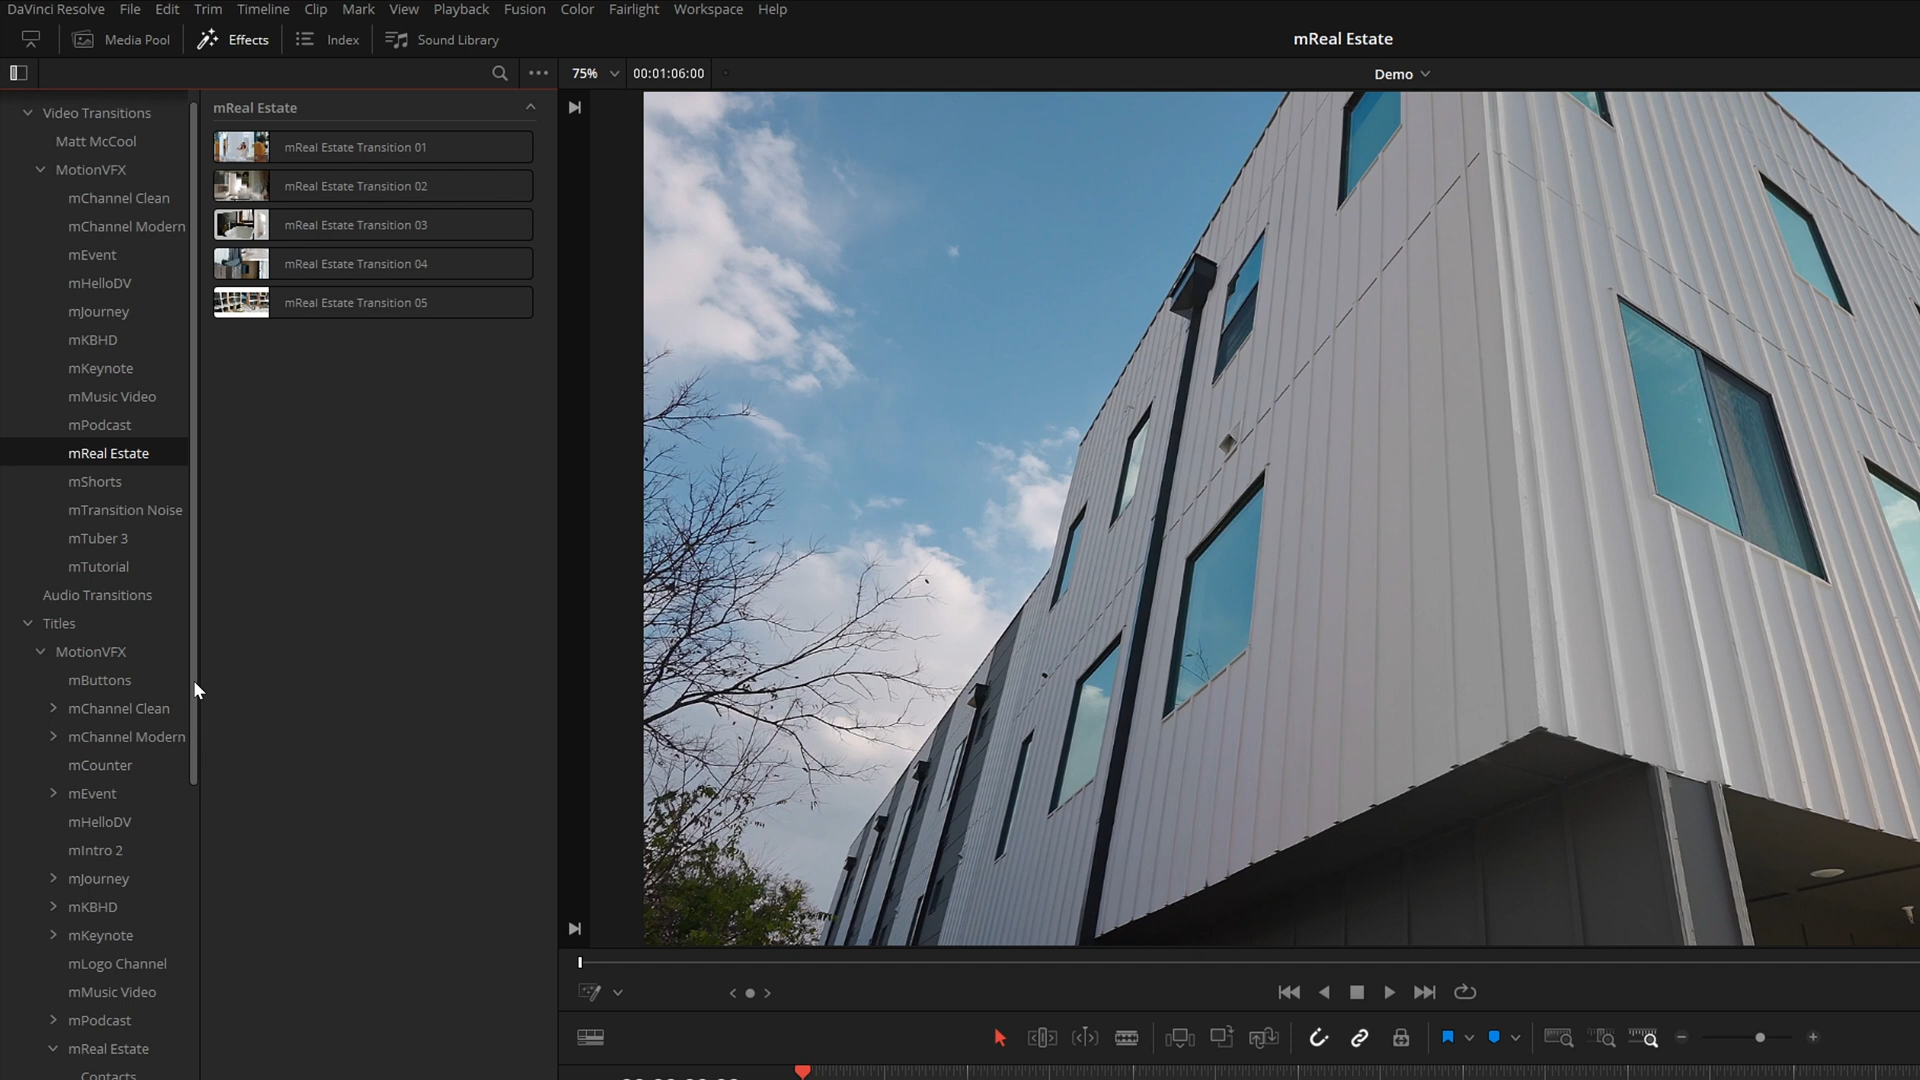 DaVinci Resolve File Edit Trim Timeline Clip Mark View Playback Fusion Color Fairlight Workspace Help
Media Pool Effects Index Sound Library mReal Estate
75% 00:01:06:00 Demo
Video Transitions
Matt McCool
MotionVFX
mChannel Clean
mChannel Modern
mEvent
mHelloDV
mJourney
mKBHD
mKeynote
mMusic Video
mPodcast
mReal Estate
mShorts
mTransition Noise
mTuber 3
mTutorial
Audio Transitions
Titles
MotionVFX
mButtons
mChannel Clean
mChannel Modern
mCounter
mEvent
mHelloDV
mIntro 2
mJourney
mKBHD
mKeynote
mLogo Channel
mMusic Video
mPodcast
mReal Estate
Contacts
mReal Estate
mReal Estate Transition 01
mReal Estate Transition 02
mReal Estate Transition 03
mReal Estate Transition 04
mReal Estate Transition 05